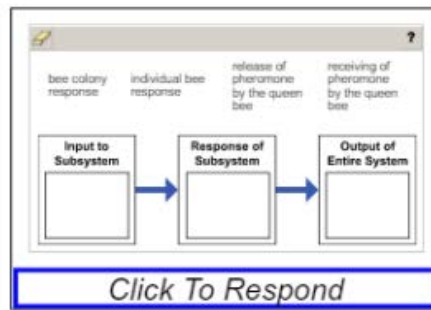 ?
bee colony
response
individual bee
response
release of
pheromone
by the queen
bee
receiving of
pheromone
by the queen
bee
Input to
Subsystem
Response of
Subsystem
Output of
Entire System
Click To Respond